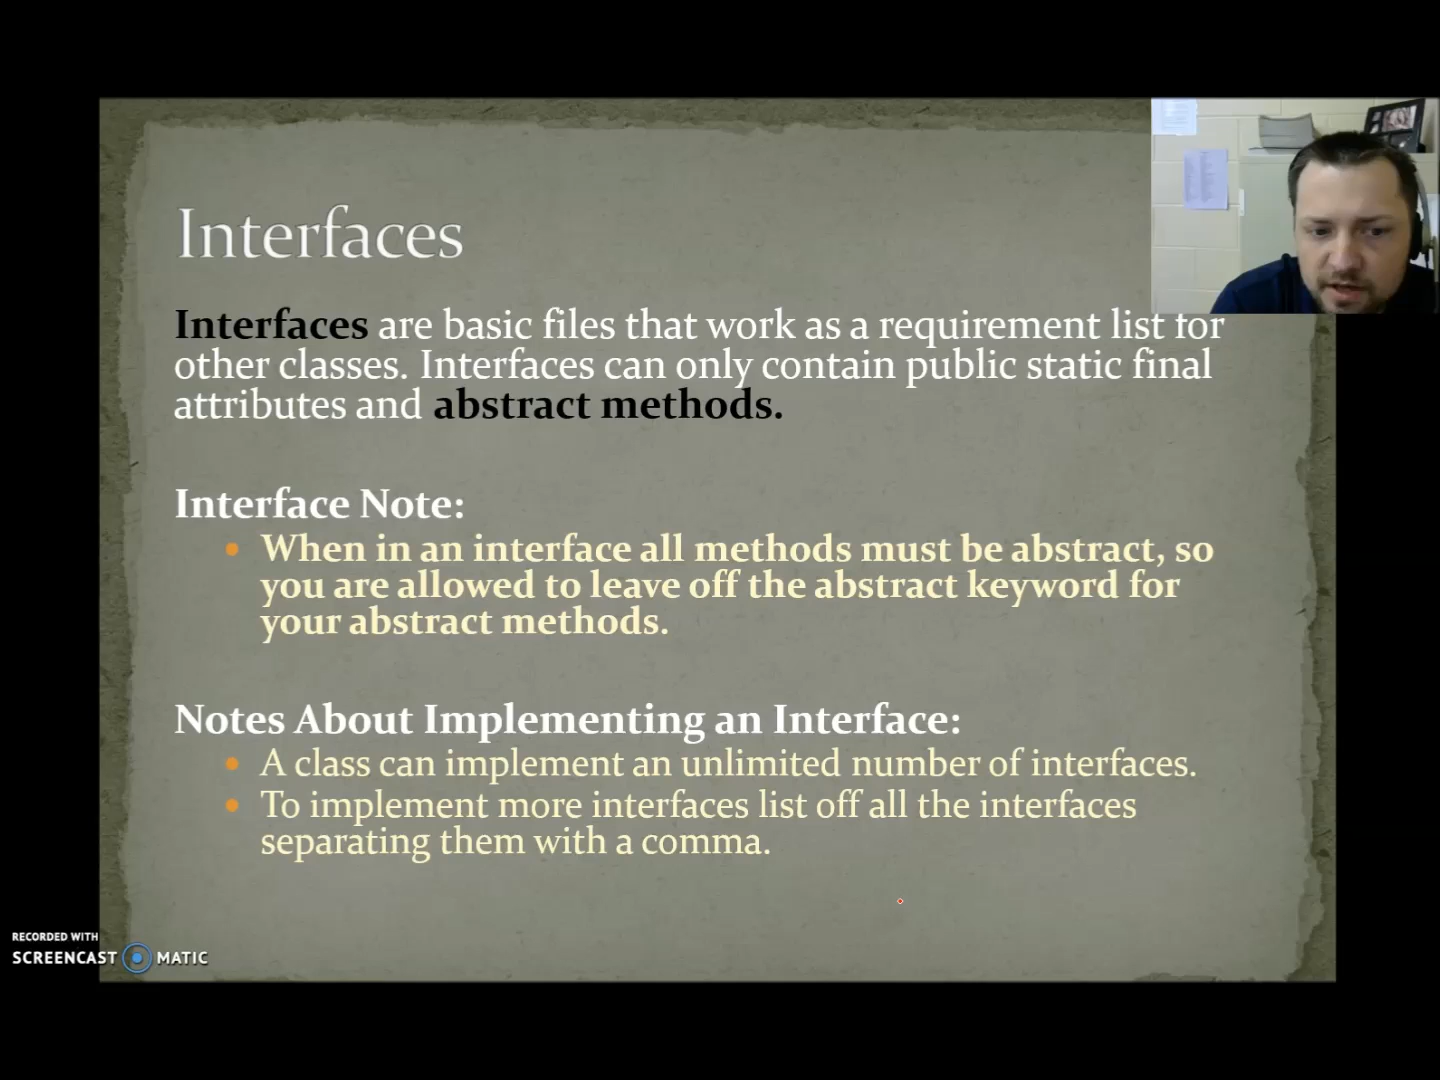 Interfaces
Interfaces are basic files that work as a requirement list for
other classes. Interfaces can only contain public static final
attributes and abstract methods.
Interface Note:
• When in an interface all methods must be abstract, so
you are allowed to leave off the abstract keyword for
your abstract methods.
Notes About Implementing an Interface:
• A class can implement an unlimited number of interfaces.
• To implement more interfaces list off all the interfaces
separating them with a comma.
RECORDED WITH
SCREENCAST MATIC